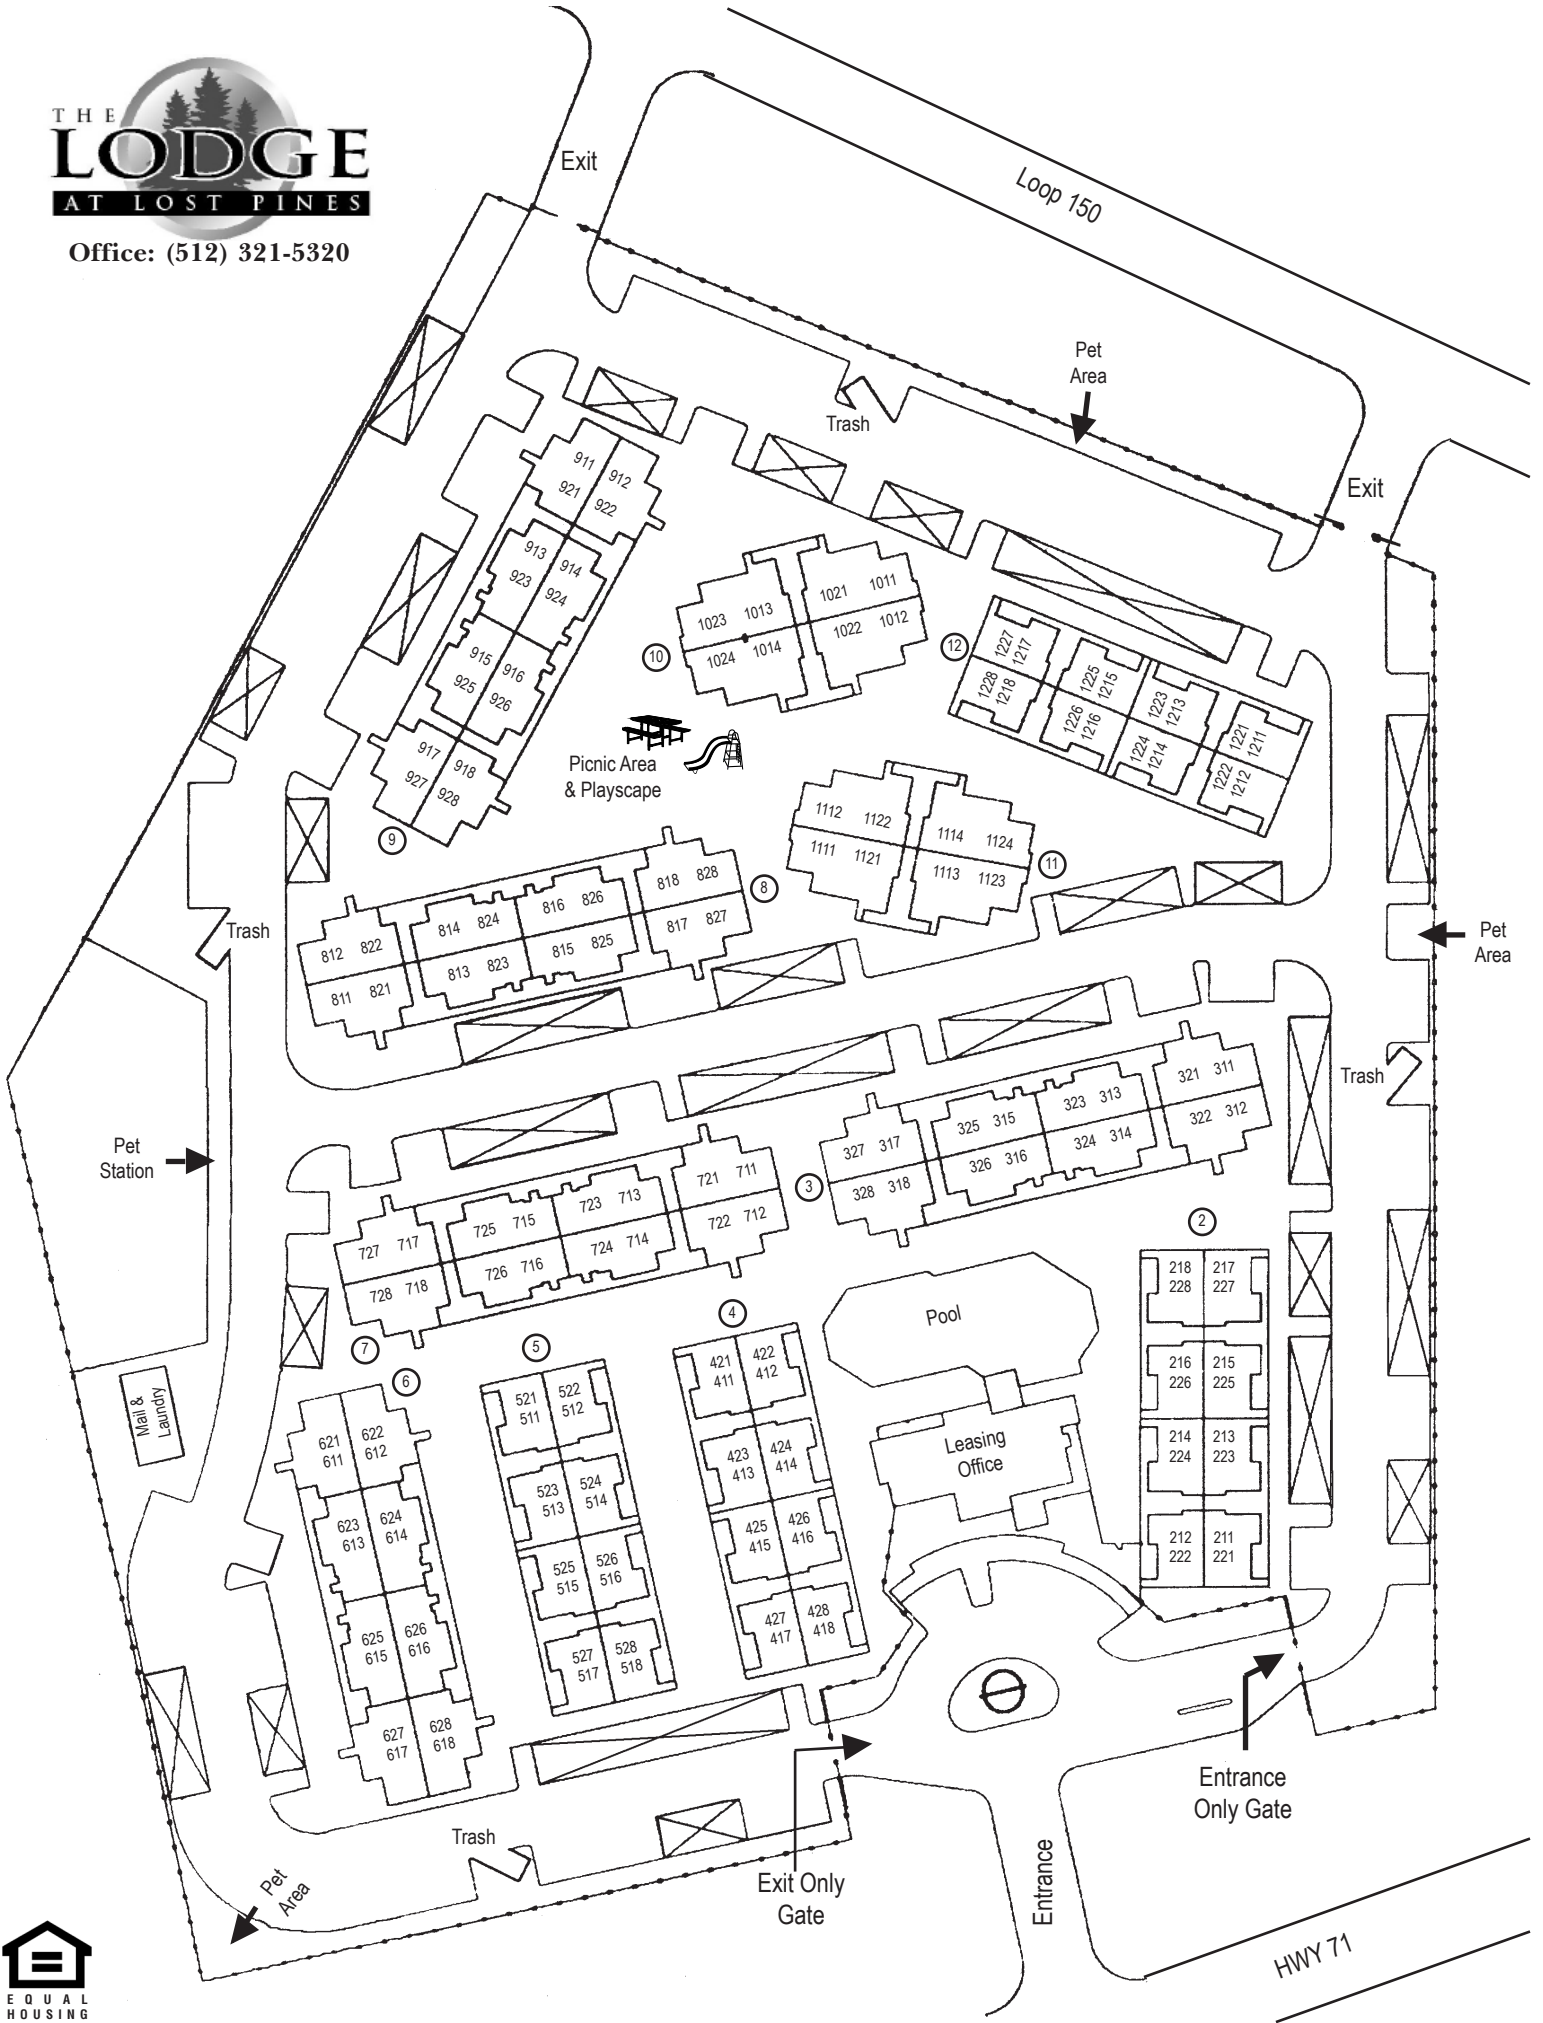 THE
LODGE
AT LOST PINES
Office: (512) 321-5320
Exit
Loop 150
Pet
Area
Trash
Exit
911 912
921 922
913 914
923 924
915 916
925 926
917 918
927 928
9
1023 1013 1021 1011
1024 1014 1022 1012
10
12
1227 1225 1223 1221
1217 1215 1213 1211
1228 1226 1224 1222
1218 1216 1214 1212
Picnic Area
& Playscape
1112 1122 1114 1124
1111 1121 1113 1123
11
8
812 822 814 824 816 826 818 828
811 821 813 823 815 825 817 827
Trash
Pet
Area
Trash
Pet
Station
327 317 325 315 323 313 321 311
328 318 326 316 324 314 322 312
3
727 717 725 715 723 713 721 711
728 718 726 716 724 714 722 712
7
2
218 217
228 227
216 215
226 225
214 213
224 223
212 211
222 221
Pool
Leasing
Office
4
421 422
411 412
423 424
413 414
425 426
415 416
427 428
417 418
5
521 522
511 512
523 524
513 514
525 526
515 516
527 528
517 518
6
621 622
611 612
623 624
613 614
625 626
615 616
627 628
617 618
Mail &
Laundry
Entrance
Only Gate
Trash
Pet
Area
Exit Only
Gate
Entrance
HWY 71
EQUAL
HOUSING